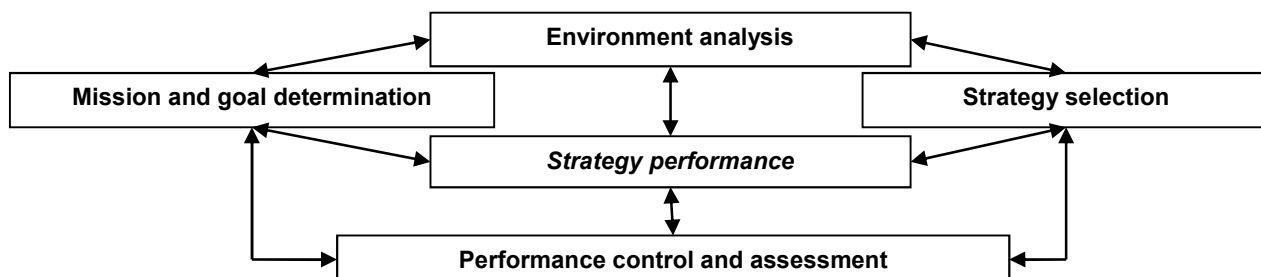 Environment analysis
Mission and goal determination
Strategy selection
Strategy performance
Performance control and assessment